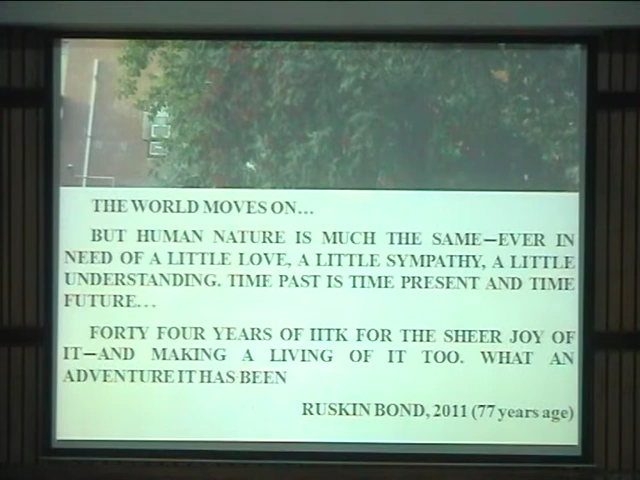 THE WORLD MOVES ON...
BUT HUMAN NATURE IS MUCH THE SAME—EVER IN
NEED OF A LITTLE LOVE, A LITTLE SYMPATHY, A LITTLE
UNDERSTANDING. TIME PAST IS TIME PRESENT AND TIME
FUTURE...
FORTY FOUR YEARS OF IITK FOR THE SHEER JOY OF
IT—AND MAKING A LIVING OF IT TOO. WHAT AN
ADVENTURE IT HAS BEEN
RUSKIN BOND, 2011 (77 years age)